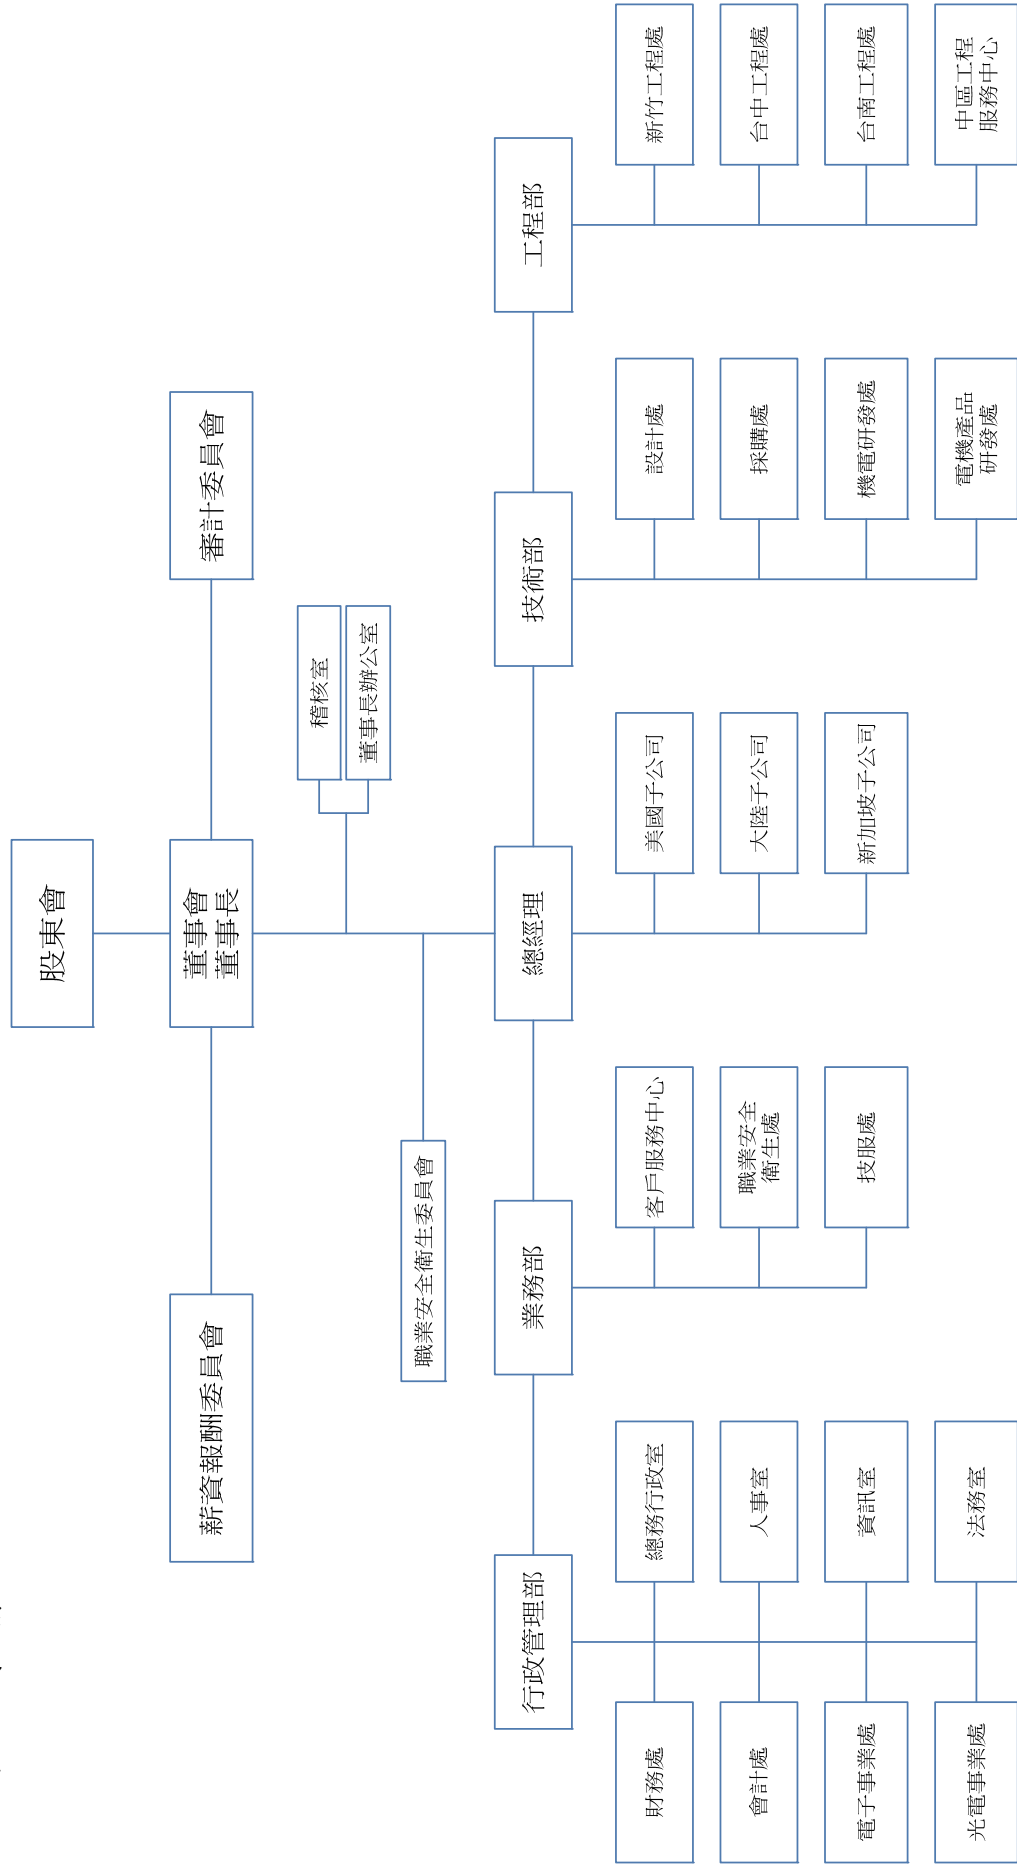 股東會
薪資報酬委員會
董事會
董事長
審計委員會
稽核室
董事長辦公室
職業安全衛生委員會
行政管理部
業務部
總經理
技術部
工程部
財務處
總務行政室
客戶服務中心
美國子公司
設計處
新竹工程處
會計處
人事室
職業安全
衛生處
大陸子公司
採購處
台中工程處
電子事業處
資訊室
技服處
新加坡子公司
機電研發處
台南工程處
光電事業處
法務室
電機產品
研發處
中區工程
服務中心